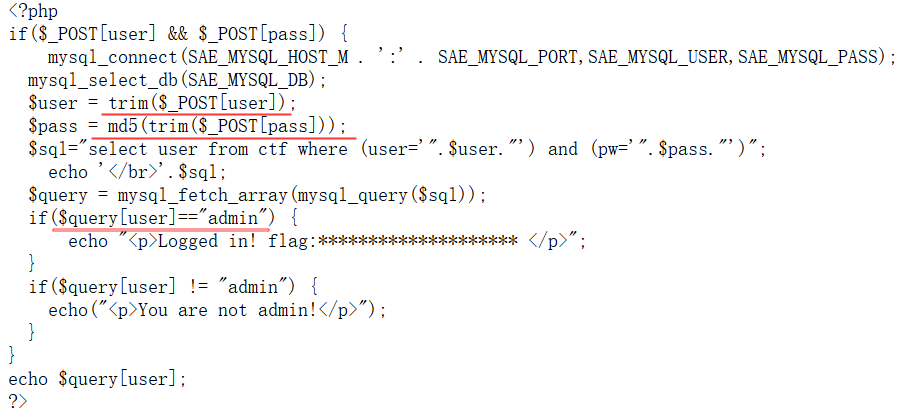 <?php
if($_POST[user] && $_POST[pass]) {
mysql_connect(SAE_MYSQL_HOST_M . ':' . SAE_MYSQL_PORT,SAE_MYSQL_USER,SAE_MYSQL_PASS);
mysql_select_db(SAE_MYSQL_DB);
$user = trim($_POST[user]);
$pass = md5(trim($_POST[pass]));
$sql="select user from ctf where (user='".$user."') and (pw='".$pass."')";
echo '</br>'.$sql;
$query = mysql_fetch_array(mysql_query($sql));
if($query[user]=="admin") {
echo "<p>Logged in! flag:******************** </p>";
}
if($query[user] != "admin") {
echo("<p>You are not admin!</p>");
}
}
echo $query[user];
?>